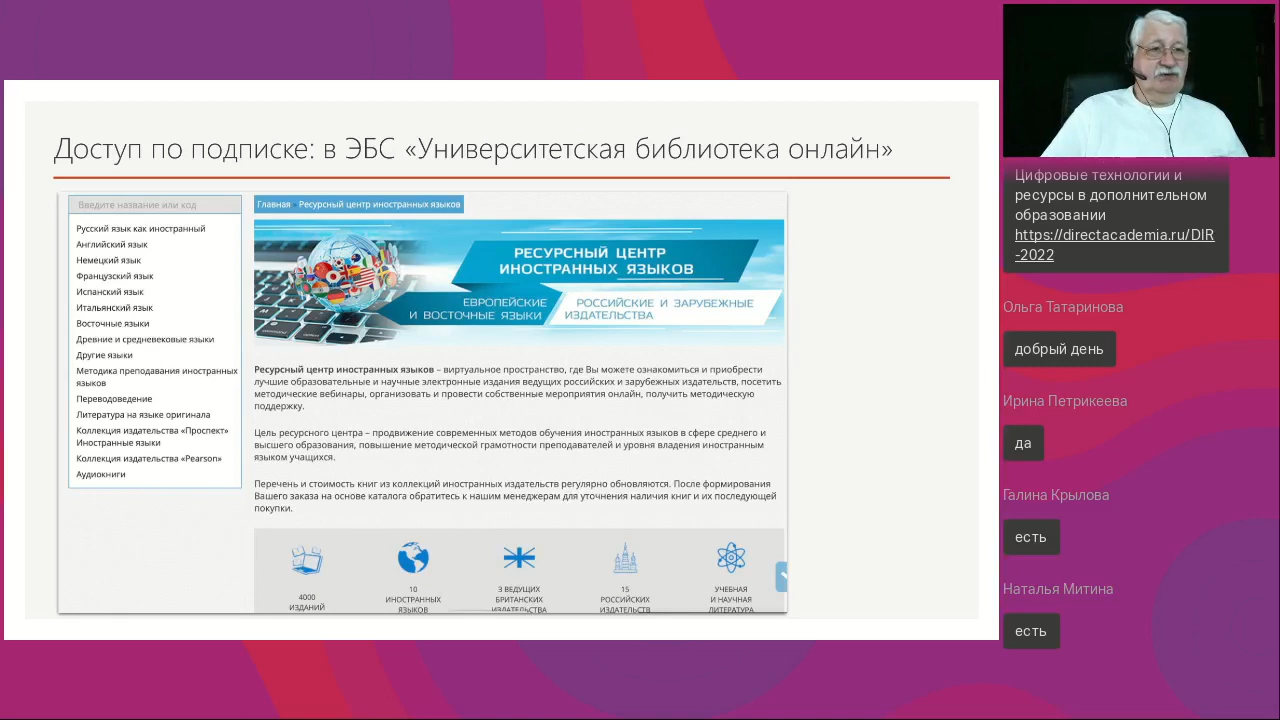 Доступ по подписке: в ЭБС «Университетская библиотека онлайн»
Введите название или код
Русский язык как иностранный
Английский язык
Немецкий язык
Французский язык
Испанский язык
Итальянский язык
Восточные языки
Древние и средневековые языки
Другие языки
Методика преподавания иностранных
языков
Переводоведение
Литература на языке оригинала
Коллекция издательства «Проспект»
Иностранные языки
Коллекция издательства «Pearson»
Аудиокниги
Главная » Ресурсный центр иностранных языков
РЕСУРСНЫЙ ЦЕНТР
ИНОСТРАННЫХ ЯЗЫКОВ
ЕВРОПЕЙСКИЕ
И ВОСТОЧНЫЕ ЯЗЫКИ
РОССИЙСКИЕ И ЗАРУБЕЖНЫЕ
ИЗДАТЕЛЬСТВА
Ресурсный центр иностранных языков – виртуальное пространство, где Вы можете ознакомиться и приобрести
лучшие образовательные и научные электронные издания ведущих российских и зарубежных издательств, посетить
методические вебинары, организовать и провести собственные мероприятия онлайн, получить методическую
поддержку.
Цель ресурсного центра – продвижение современных методов обучения иностранных языков в сфере среднего и
высшего образования, повышение методической грамотности преподавателей и уровня владения иностранным
языком учащихся.
Перечень и стоимость книг из коллекций иностранных издательств регулярно обновляются. После формирования
Вашего заказа на основе каталога обратитесь к нашим менеджерам для уточнения наличия книг и их последующей
покупки.
4000
ИЗДАНИЙ
10
ИНОСТРАННЫХ
ЯЗЫКОВ
3 ВЕДУЩИХ
БРИТАНСКИХ
ИЗДАТЕЛЬСТВА
15
РОССИЙСКИХ
ИЗДАТЕЛЬСТВ
УЧЕБНАЯ
И НАУЧНАЯ
ЛИТЕРАТУРА
Цифровые технологии и
ресурсы в дополнительном
образовании
https://directacademia.ru/DIR
-2022
Ольга Татаринова
добрый день
Ирина Петрикеева
да
Галина Крылова
есть
Наталья Митина
есть